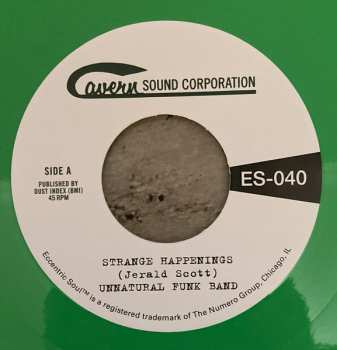 Cavern SOUND CORPORATION
SIDE A
PUBLISHED BY
DUST INDEX (BMI)
45 RPM
ES-040
STRANGE HAPPENINGS
(Jerald Scott)
UNNATURAL FUNK BAND
Eccentric Soul™ is a registered trademark of The Numero Group, Chicago, IL